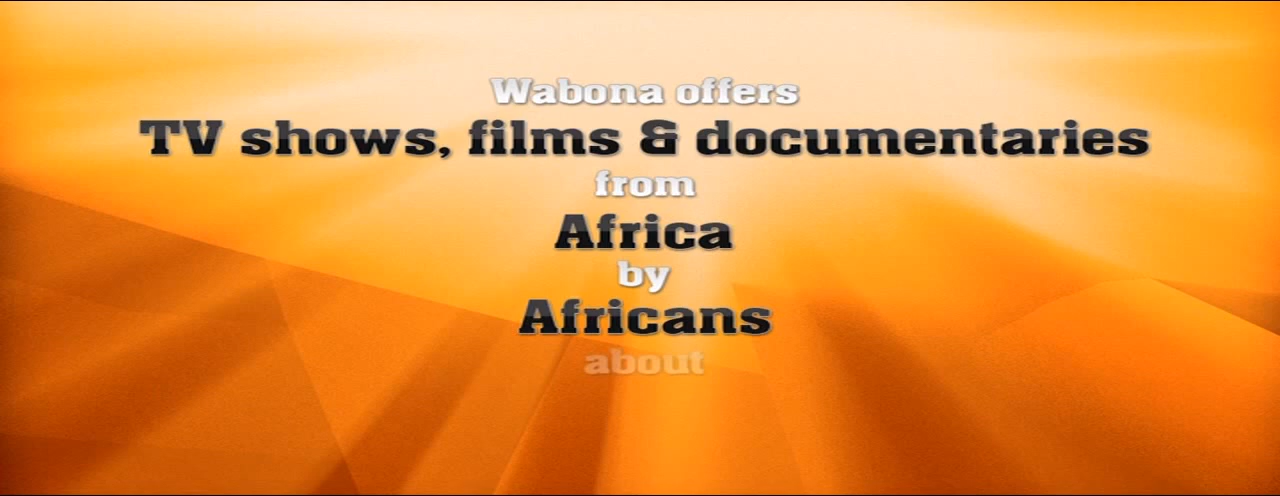 Wabona offers
TV shows, films & documentaries
from
Africa
by
Africans
about